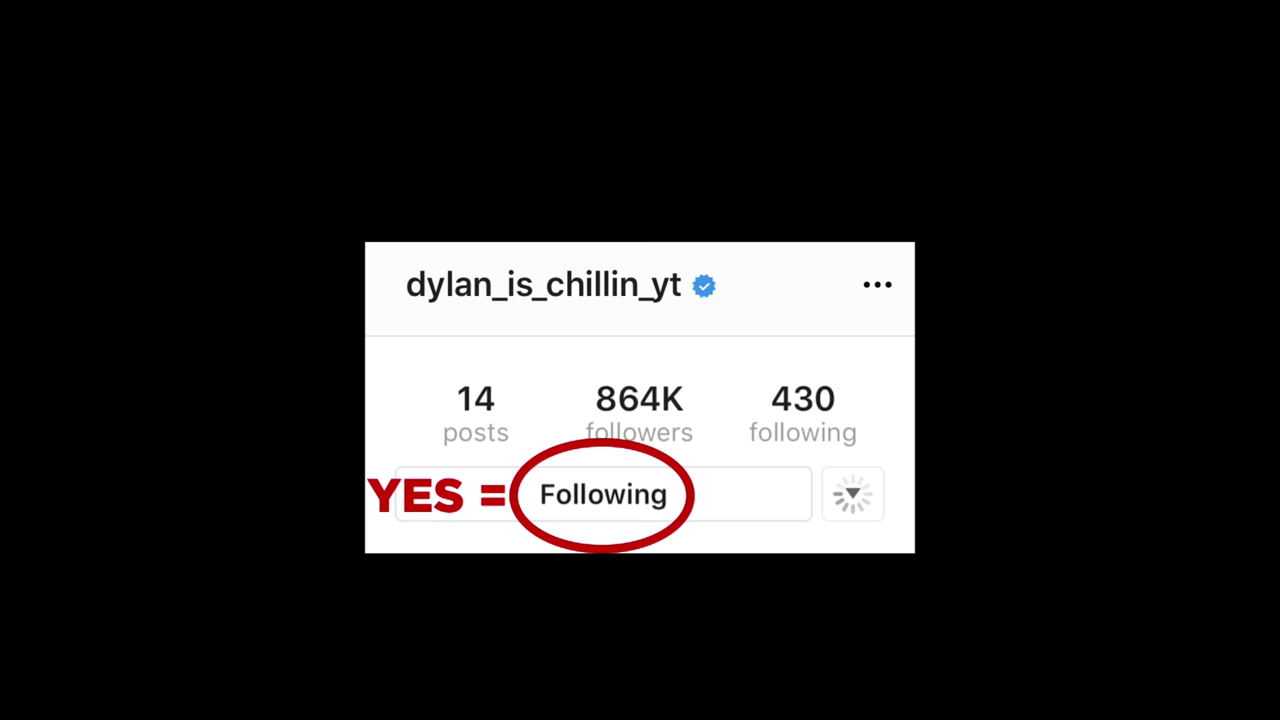 dylan_is_chillin_yt
14 864K 430
posts followers following
YES = Following